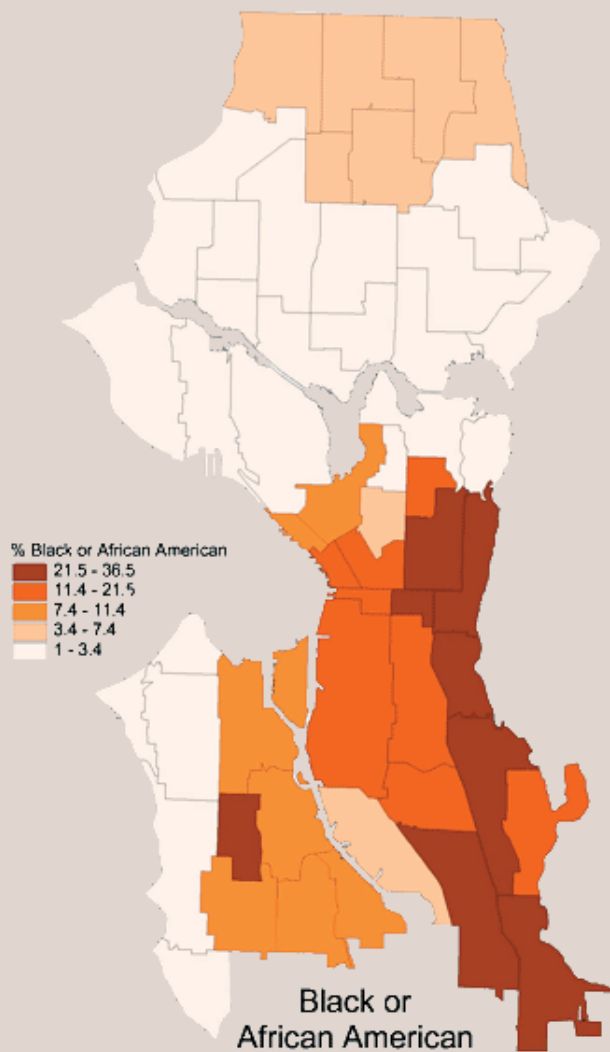 % Black or African American
21.5 - 36.5
11.4 - 21.5
7.4 - 11.4
3.4 - 7.4
1 - 3.4
Black or
African American